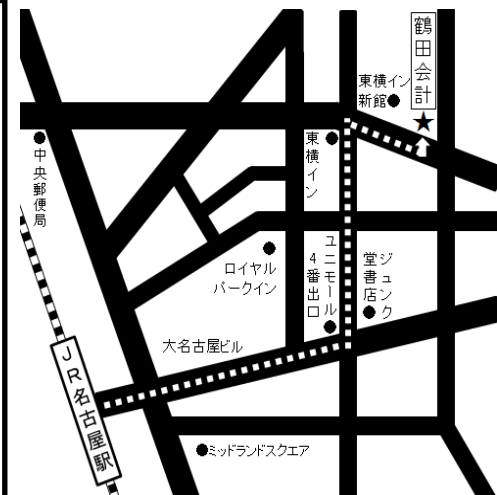 鶴田会計
東横イン
新館
中央郵便局
東横イン
ロイヤル
パークイン
ユニモール
4番出口
ジュンク
堂書店
大名古屋ビル
JR名古屋駅
ミッドランドスクエア